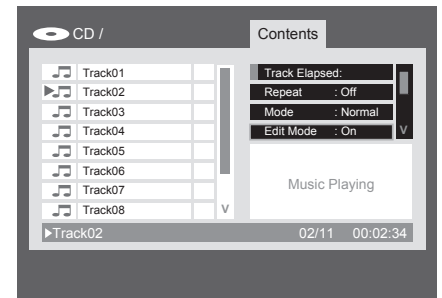 CD /
Contents
Track01
Track02
Track03
Track04
Track05
Track06
Track07
Track08
V
Track Elapsed:
Repeat : Off
Mode : Normal
Edit Mode : On
V
Music Playing
Track02 02/11 00:02:34